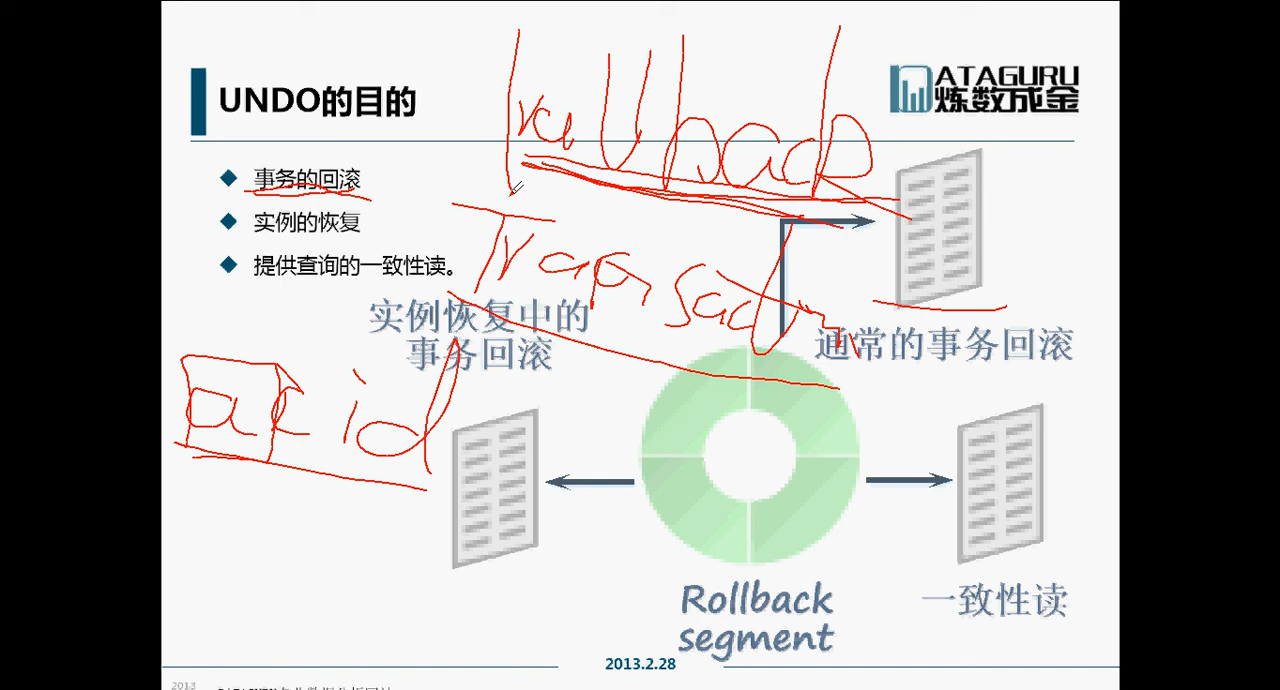 UNDO的目的
ATAGURU
炼数成金
rollback
事务的回滚
实例的恢复
提供查询的一致性读。
实例恢复中的
事务回滚
通常的事务回滚
id
Rollback
segment
一致性读
2013.2.28
2013